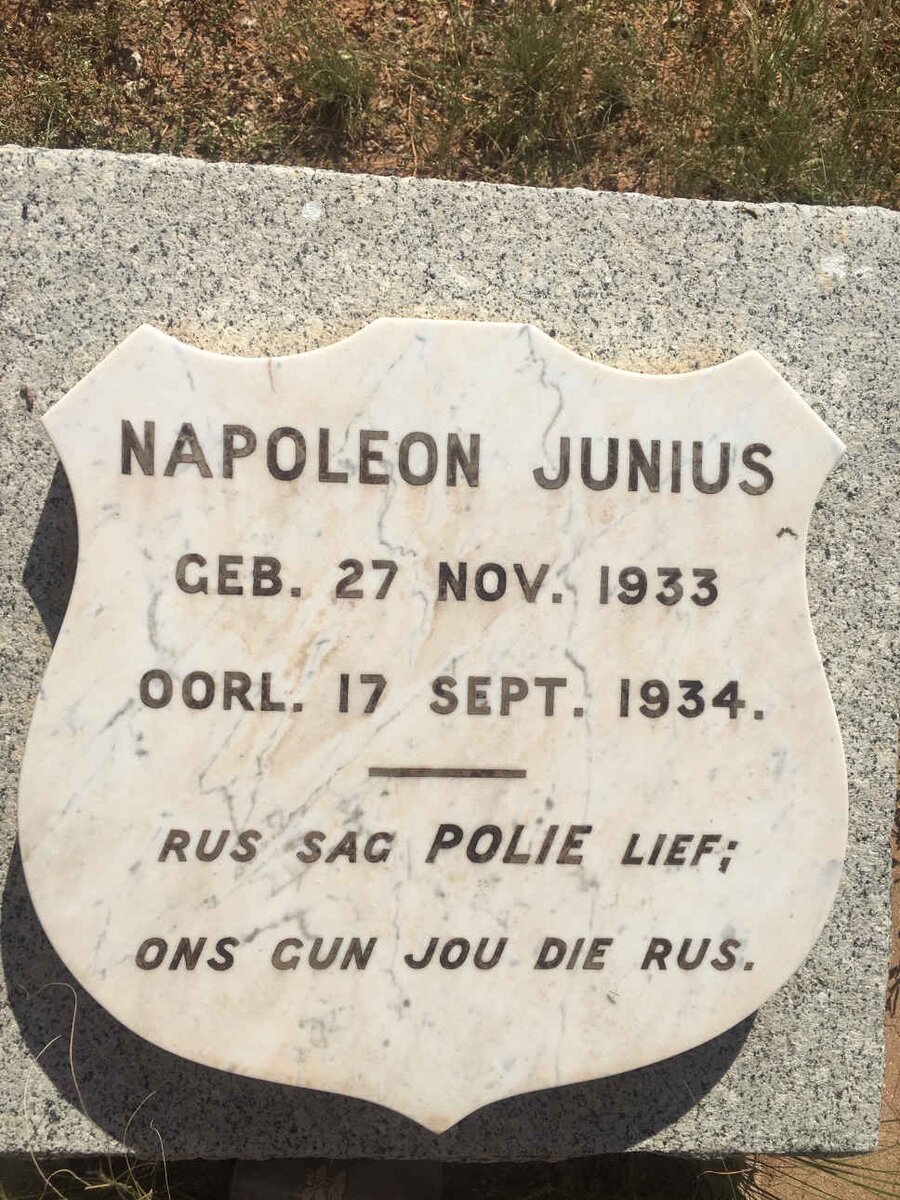 NAPOLEON JUNIUS
GEB. 27 NOV. 1933
OORL. 17 SEPT. 1934.
RUS SAG POLIE LIEF;
ONS GUN JOU DIE RUS.